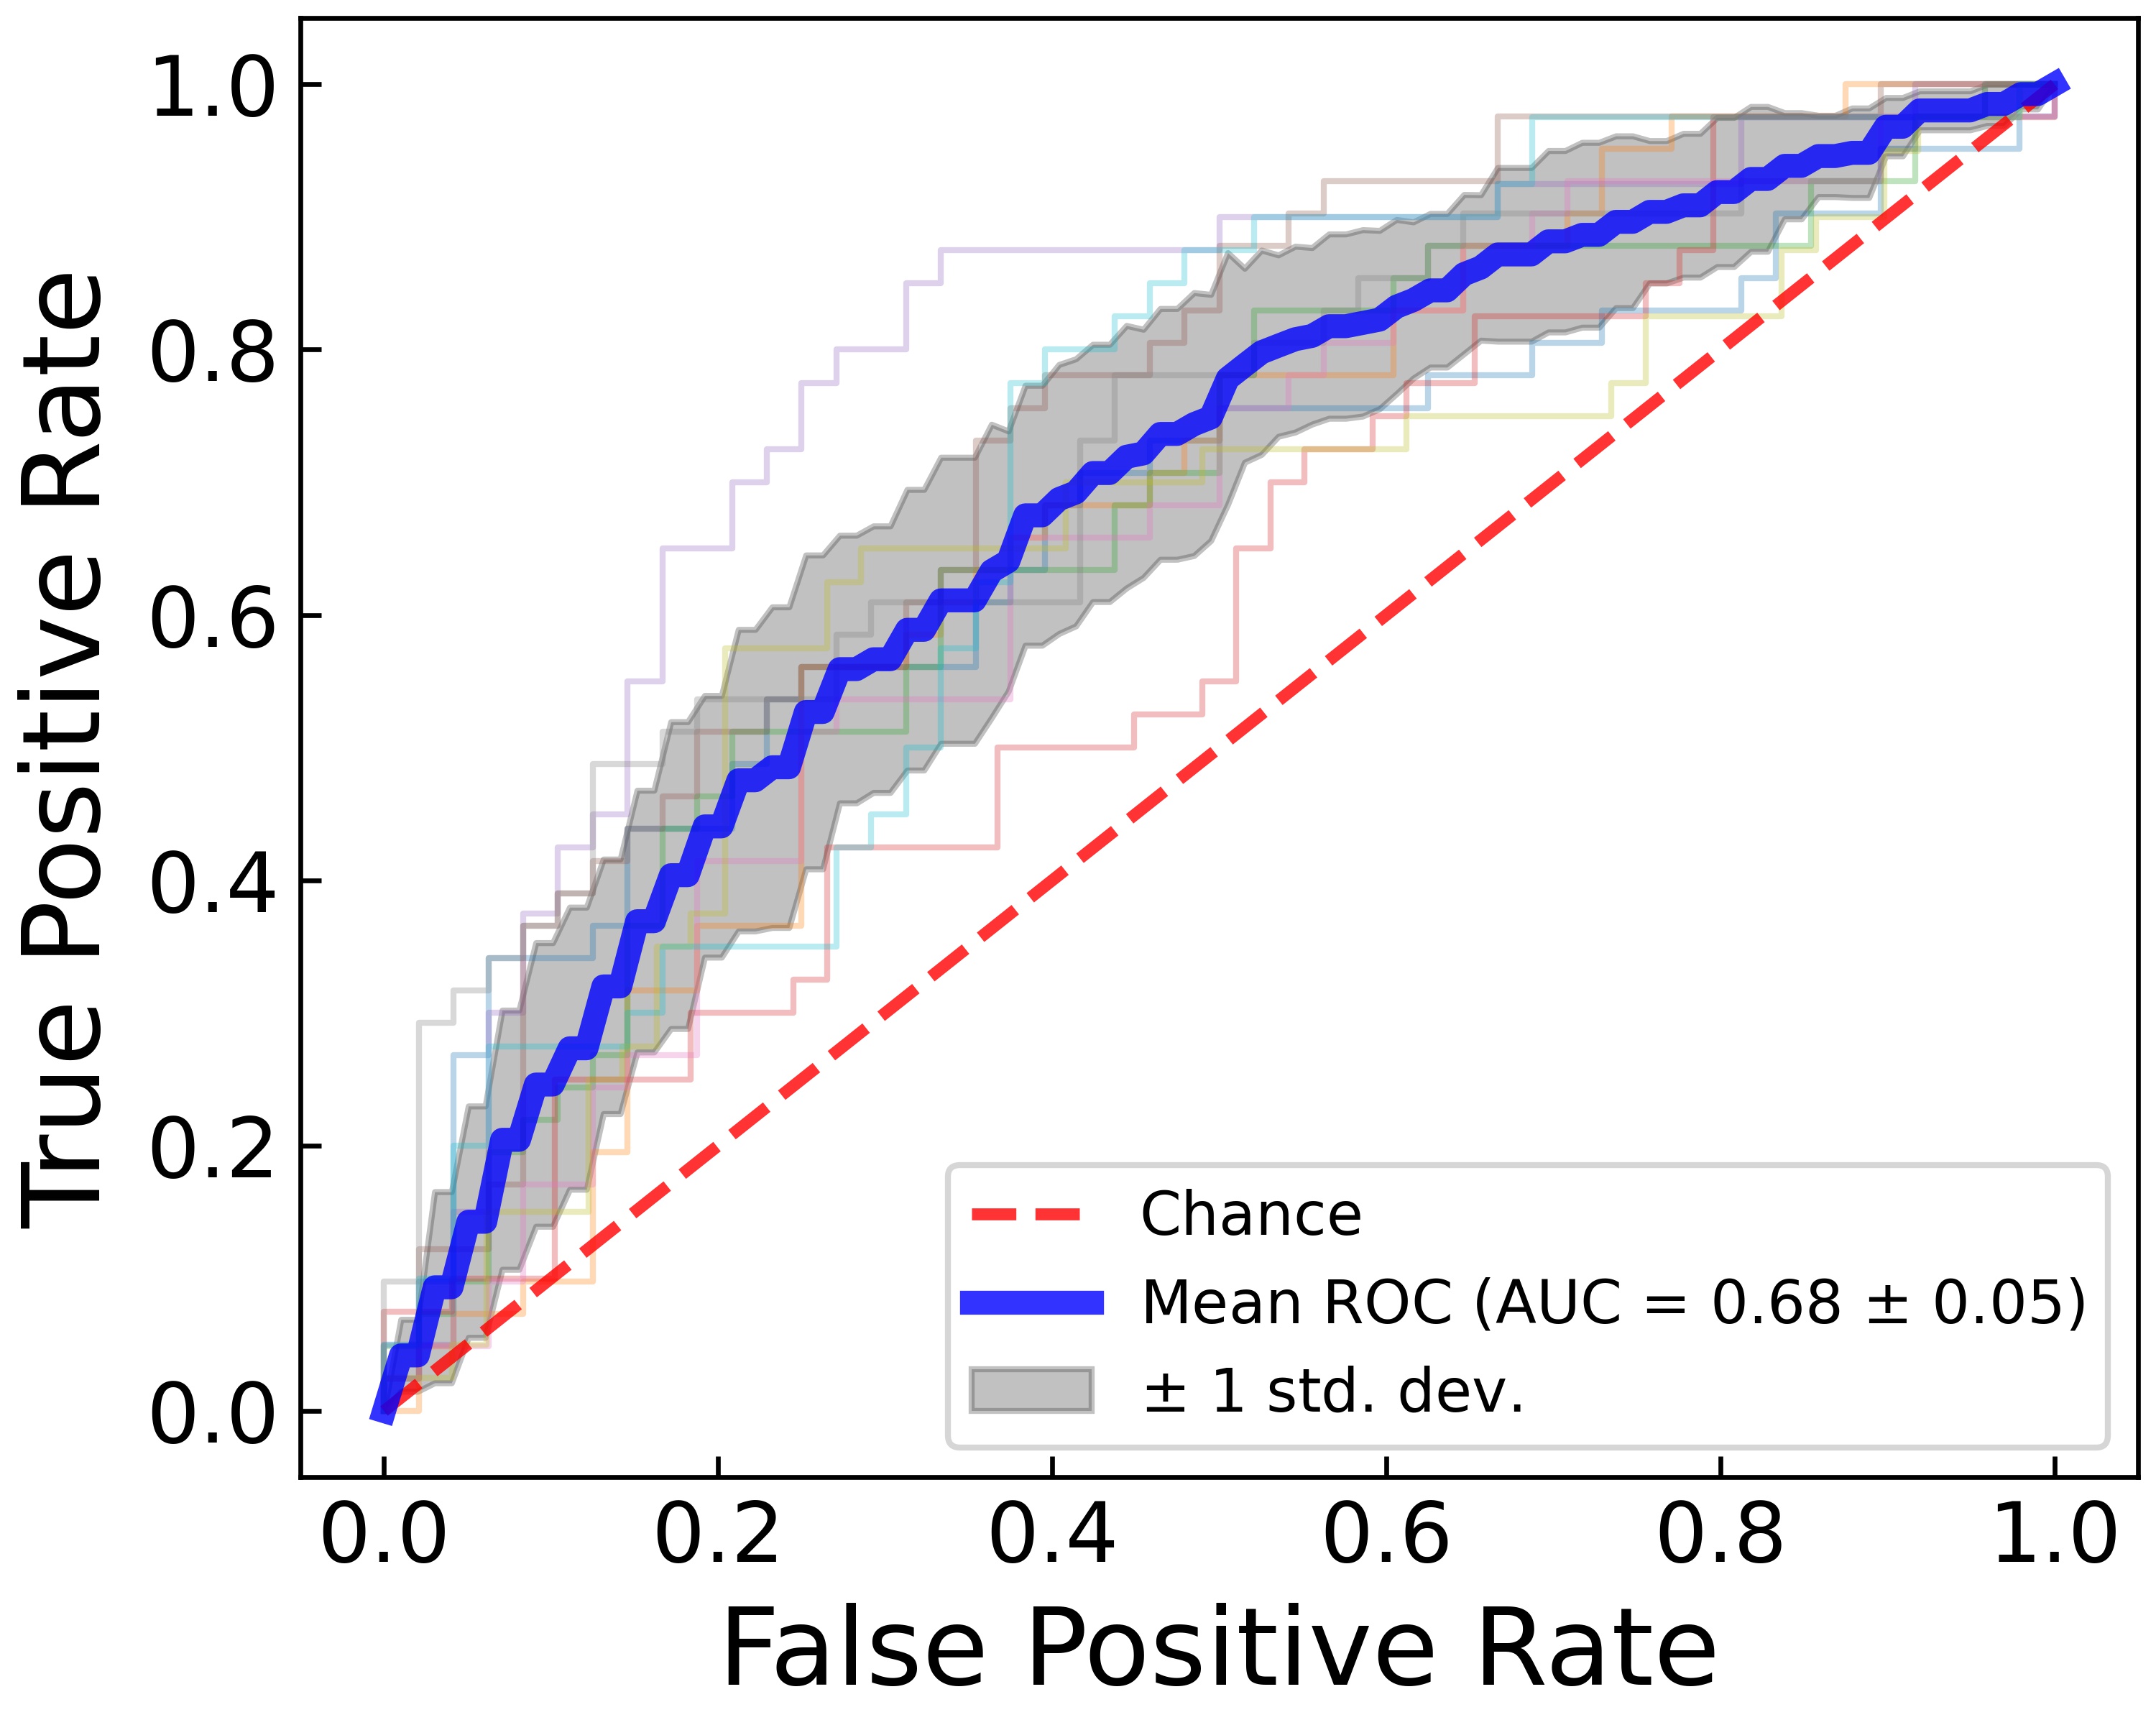 True Positive Rate
1.0
0.8
0.6
0.4
0.2
0.0
Chance
Mean ROC (AUC = 0.68 ± 0.05)
± 1 std. dev.
0.0 0.2 0.4 0.6 0.8 1.0
False Positive Rate